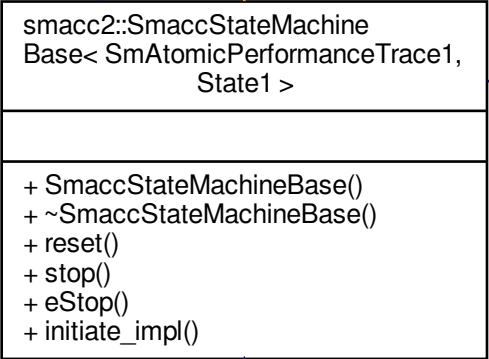 smacc2::SmaccStateMachine
Base< SmAtomicPerformanceTrace1,
State1 >
+ SmaccStateMachineBase()
+ ~SmaccStateMachineBase()
+ reset()
+ stop()
+ eStop()
+ initiate_impl()